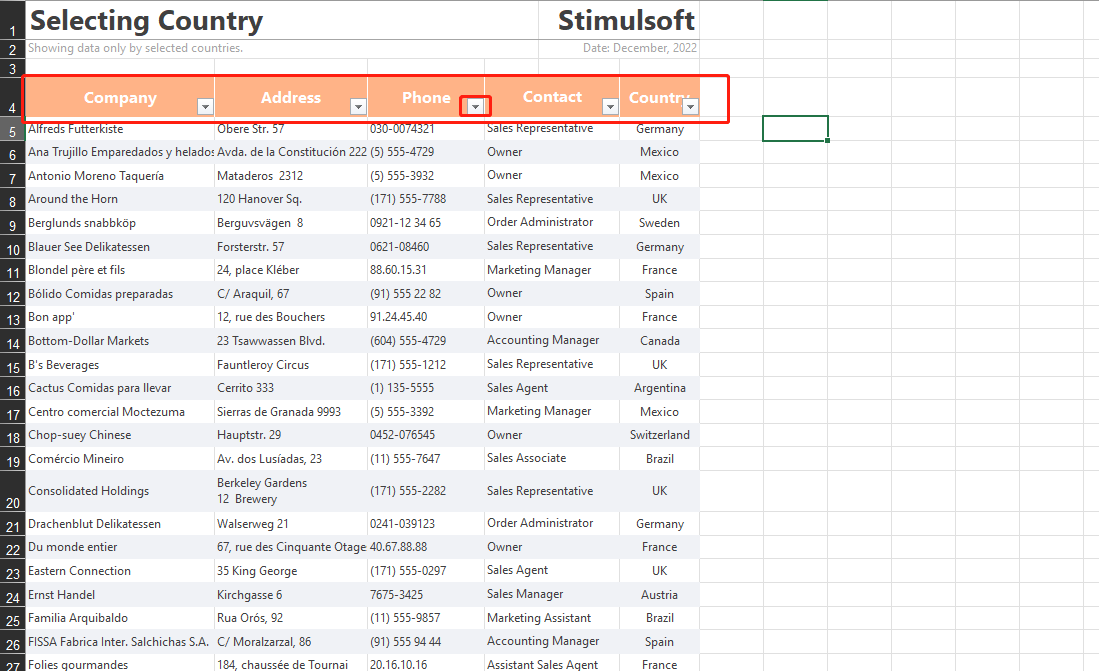 1 Selecting Country Stimulsoft
2 Showing data only by selected countries. Date: December, 2022
3
4 Company Address Phone Contact Country
5 Alfreds Futterkiste Obere Str. 57 030-0074321 Sales Representative Germany
6 Ana Trujillo Emparedados y helados Avda. de la Constitución 222 (5) 555-4729 Owner Mexico
7 Antonio Moreno Taquería Mataderos 2312 (5) 555-3932 Owner Mexico
8 Around the Horn 120 Hanover Sq. (171) 555-7788 Sales Representative UK
9 Berglunds snabbköp Berguvsvägen 8 0921-12 34 65 Order Administrator Sweden
10 Blauer See Delikatessen Forsterstr. 57 0621-08460 Sales Representative Germany
11 Blondel père et fils 24, place Kléber 88.60.15.31 Marketing Manager France
12 Bólido Comidas preparadas C/ Araquil, 67 (91) 555 22 82 Owner Spain
13 Bon app' 12, rue des Bouchers 91.24.45.40 Owner France
14 Bottom-Dollar Markets 23 Tsawwassen Blvd. (604) 555-4729 Accounting Manager Canada
15 B's Beverages Fauntleroy Circus (171) 555-1212 Sales Representative UK
16 Cactus Comidas para llevar Cerrito 333 (1) 135-5555 Sales Agent Argentina
17 Centro comercial Moctezuma Sierras de Granada 9993 (5) 555-3392 Marketing Manager Mexico
18 Chop-suey Chinese Hauptstr. 29 0452-076545 Owner Switzerland
19 Comércio Mineiro Av. dos Lusíadas, 23 (11) 555-7647 Sales Associate Brazil
Berkeley Gardens
20 Consolidated Holdings 12 Brewery (171) 555-2282 Sales Representative UK
21 Drachenblut Delikatessen Walserweg 21 0241-039123 Order Administrator Germany
22 Du monde entier 67, rue des Cinquante Otage 40.67.88.88 Owner France
23 Eastern Connection 35 King George (171) 555-0297 Sales Agent UK
24 Ernst Handel Kirchgasse 6 7675-3425 Sales Manager Austria
25 Familia Arquibaldo Rua Orós, 92 (11) 555-9857 Marketing Assistant Brazil
26 FISSA Fabrica Inter. Salchichas S.A. C/ Moralzarzal, 86 (91) 555 94 44 Accounting Manager Spain
27 Folies gourmandes 184, chaussée de Tournai 20.16.10.16 Assistant Sales Agent France